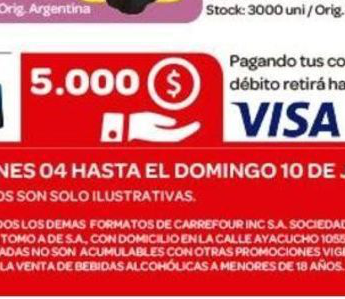 Orig. Argentina
Stock: 3000 uni / Orig.
5.000 $
Pagando tus co
débito retirá ha
VISA
NES 04 HASTA EL DOMINGO 10 DE J
OS SON SOLO ILUSTRATIVAS.
DOS LOS DEMAS FORMATOS DE CARREFOUR INC S.A. SOCIEDAD
TOMO A DE S.A., CON DOMICILIO EN LA CALLE AYACUCHO 1055
ADAS NO SON ACUMULABLES CON OTRAS PROMOCIONES VIGE
LA VENTA DE BEBIDAS ALCOHÓLICAS A MENORES DE 18 AÑOS.